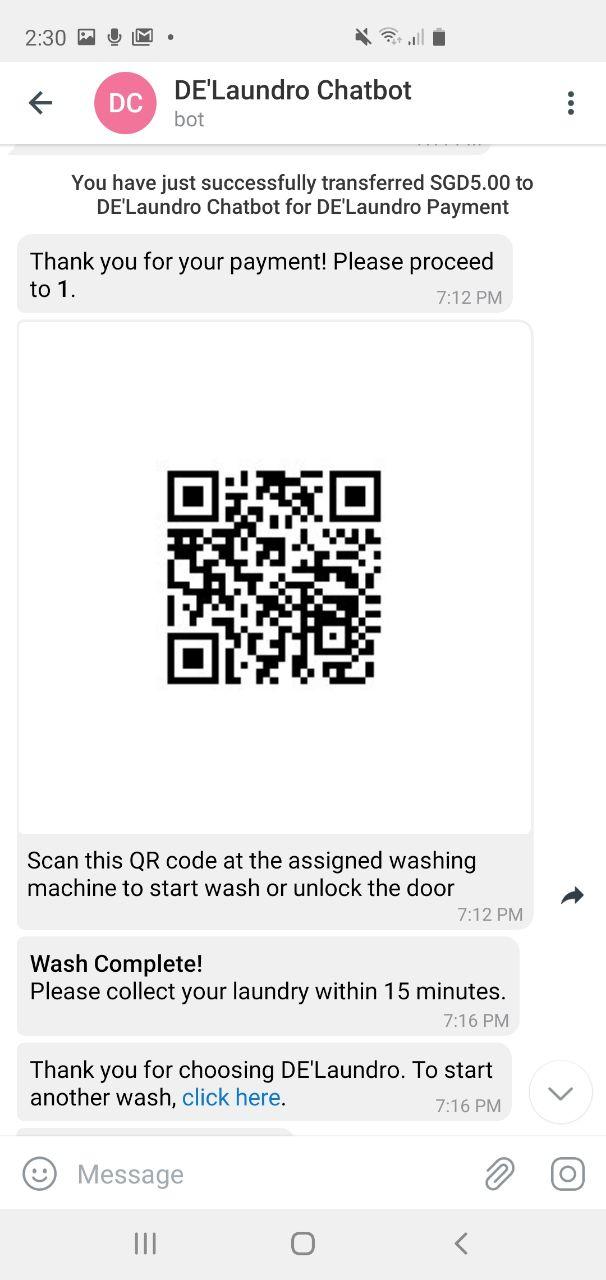 2:30
DC
DE'Laundro Chatbot
bot
You have just successfully transferred SGD5.00 to
DE'Laundro Chatbot for DE'Laundro Payment
Thank you for your payment! Please proceed
to 1.
7:12 PM
Scan this QR code at the assigned washing
machine to start wash or unlock the door
7:12 PM
Wash Complete!
Please collect your laundry within 15 minutes.
7:16 PM
Thank you for choosing DE'Laundro. To start
another wash, click here.
7:16 PM
Message